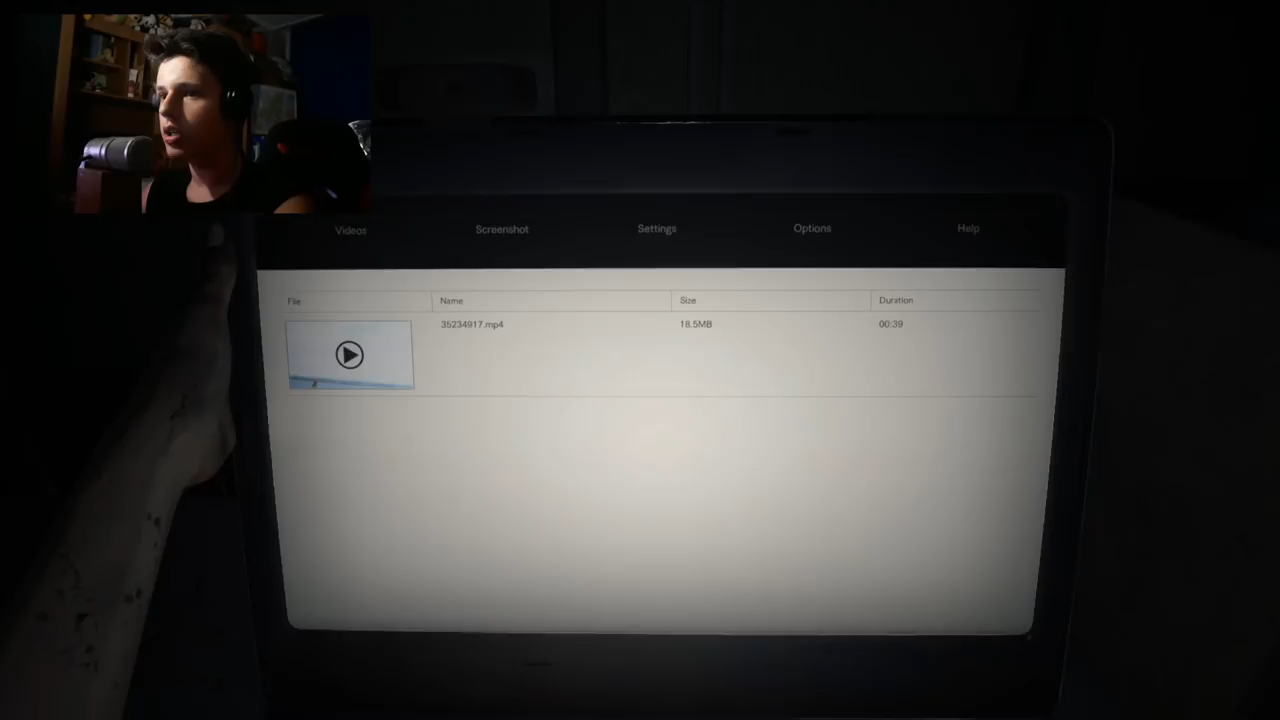 Videos Screenshot Settings Options Help
File Name Size Duration
35234917.mp4 18.5MB 00:39